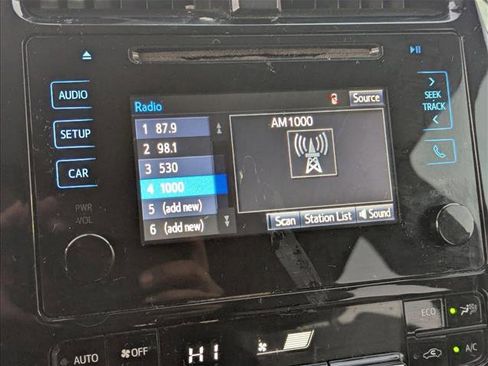 AUDIO
SETUP
CAR
PWR
VOL
Radio
Source
1 87.9
2 98.1
3 530
4 1000
5 (add new)
6 (add new)
AM1000
Scan
Station List
Sound
SEEK
TRACK
AUTO
OFF
HI
ECO
A/C